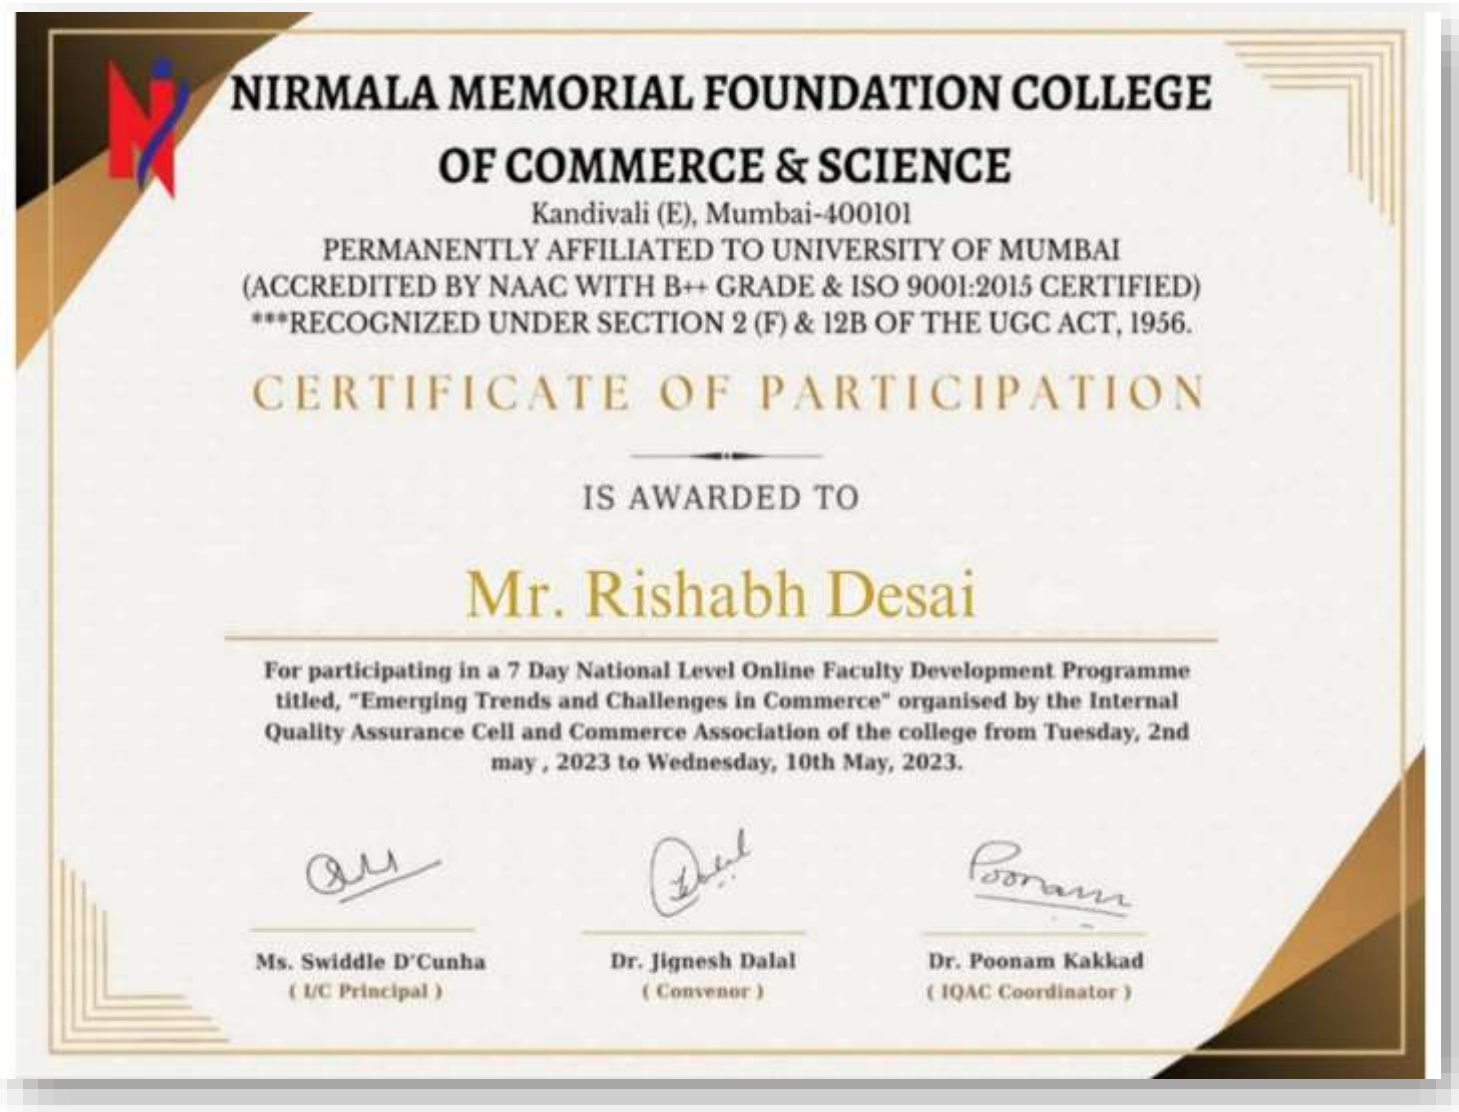 NIRMALA MEMORIAL FOUNDATION COLLEGE
OF COMMERCE & SCIENCE
Kandivali (E), Mumbai-400101
PERMANENTLY AFFILIATED TO UNIVERSITY OF MUMBAI
(ACCREDITED BY NAAC WITH B++ GRADE & ISO 9001:2015 CERTIFIED)
***RECOGNIZED UNDER SECTION 2 (F) & 12B OF THE UGC ACT, 1956.
CERTIFICATE OF PARTICIPATION
IS AWARDED TO
Mr. Rishabh Desai
For participating in a 7 Day National Level Online Faculty Development Programme
titled, "Emerging Trends and Challenges in Commerce" organised by the Internal
Quality Assurance Cell and Commerce Association of the college from Tuesday, 2nd
may , 2023 to Wednesday, 10th May, 2023.
Poonam
Ms. Swiddle D'Cunha Dr. Jignesh Dalal Dr. Poonam Kakkad
( I/C Principal ) ( Convenor ) ( IQAC Coordinator )